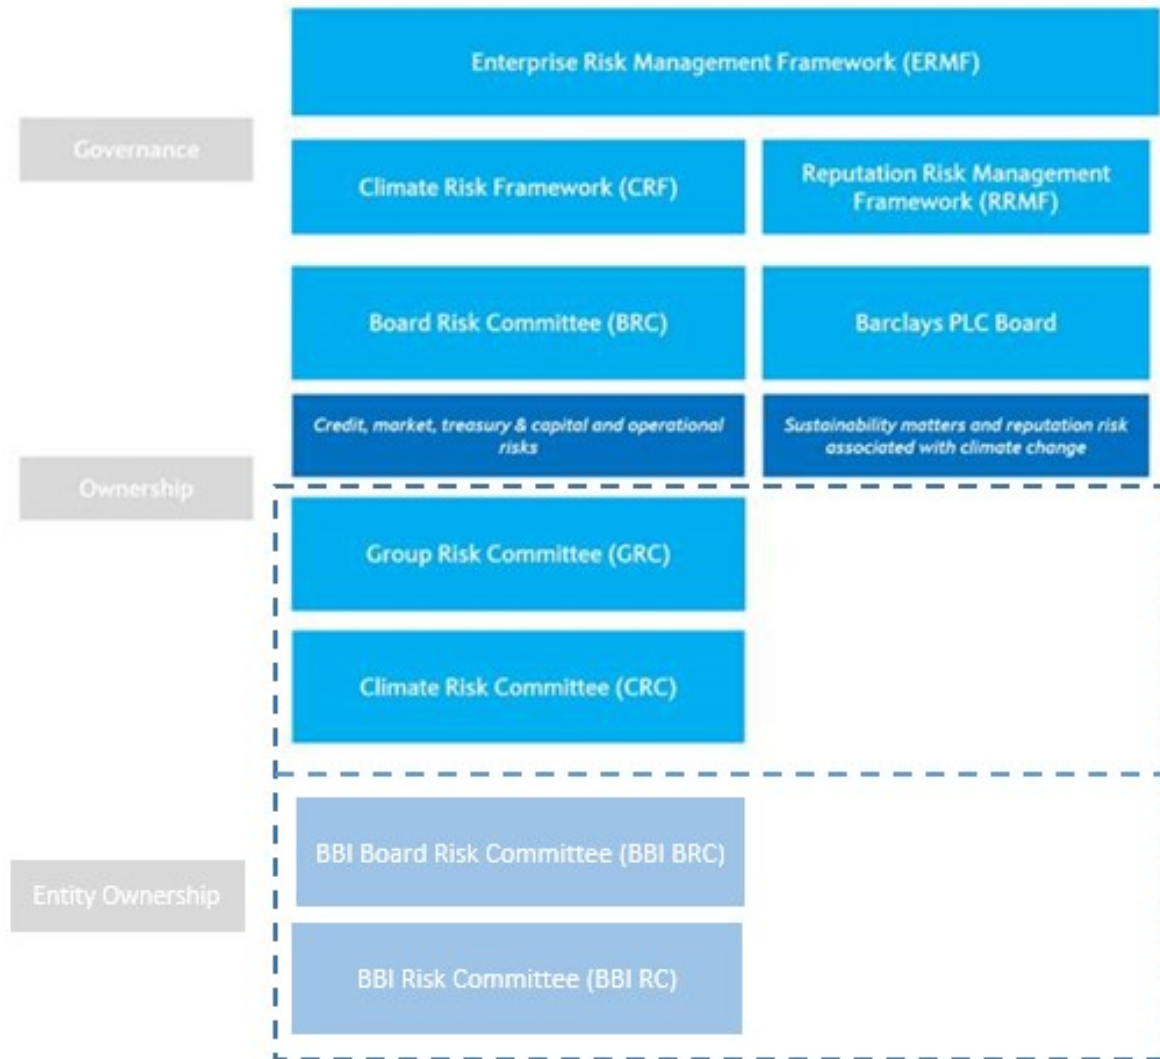 Enterprise Risk Management Framework (ERMF)
Governance
Climate Risk Framework (CRF)
Reputation Risk Management
Framework (RRMF)
Board Risk Committee (BRC)
Barclays PLC Board
Credit, market, treasury & capital and operational
risks
Sustainability matters and reputation risk
associated with climate change
Ownership
Group Risk Committee (GRC)
Climate Risk Committee (CRC)
BBI Board Risk Committee (BBI BRC)
Entity Ownership
BBI Risk Committee (BBI RC)